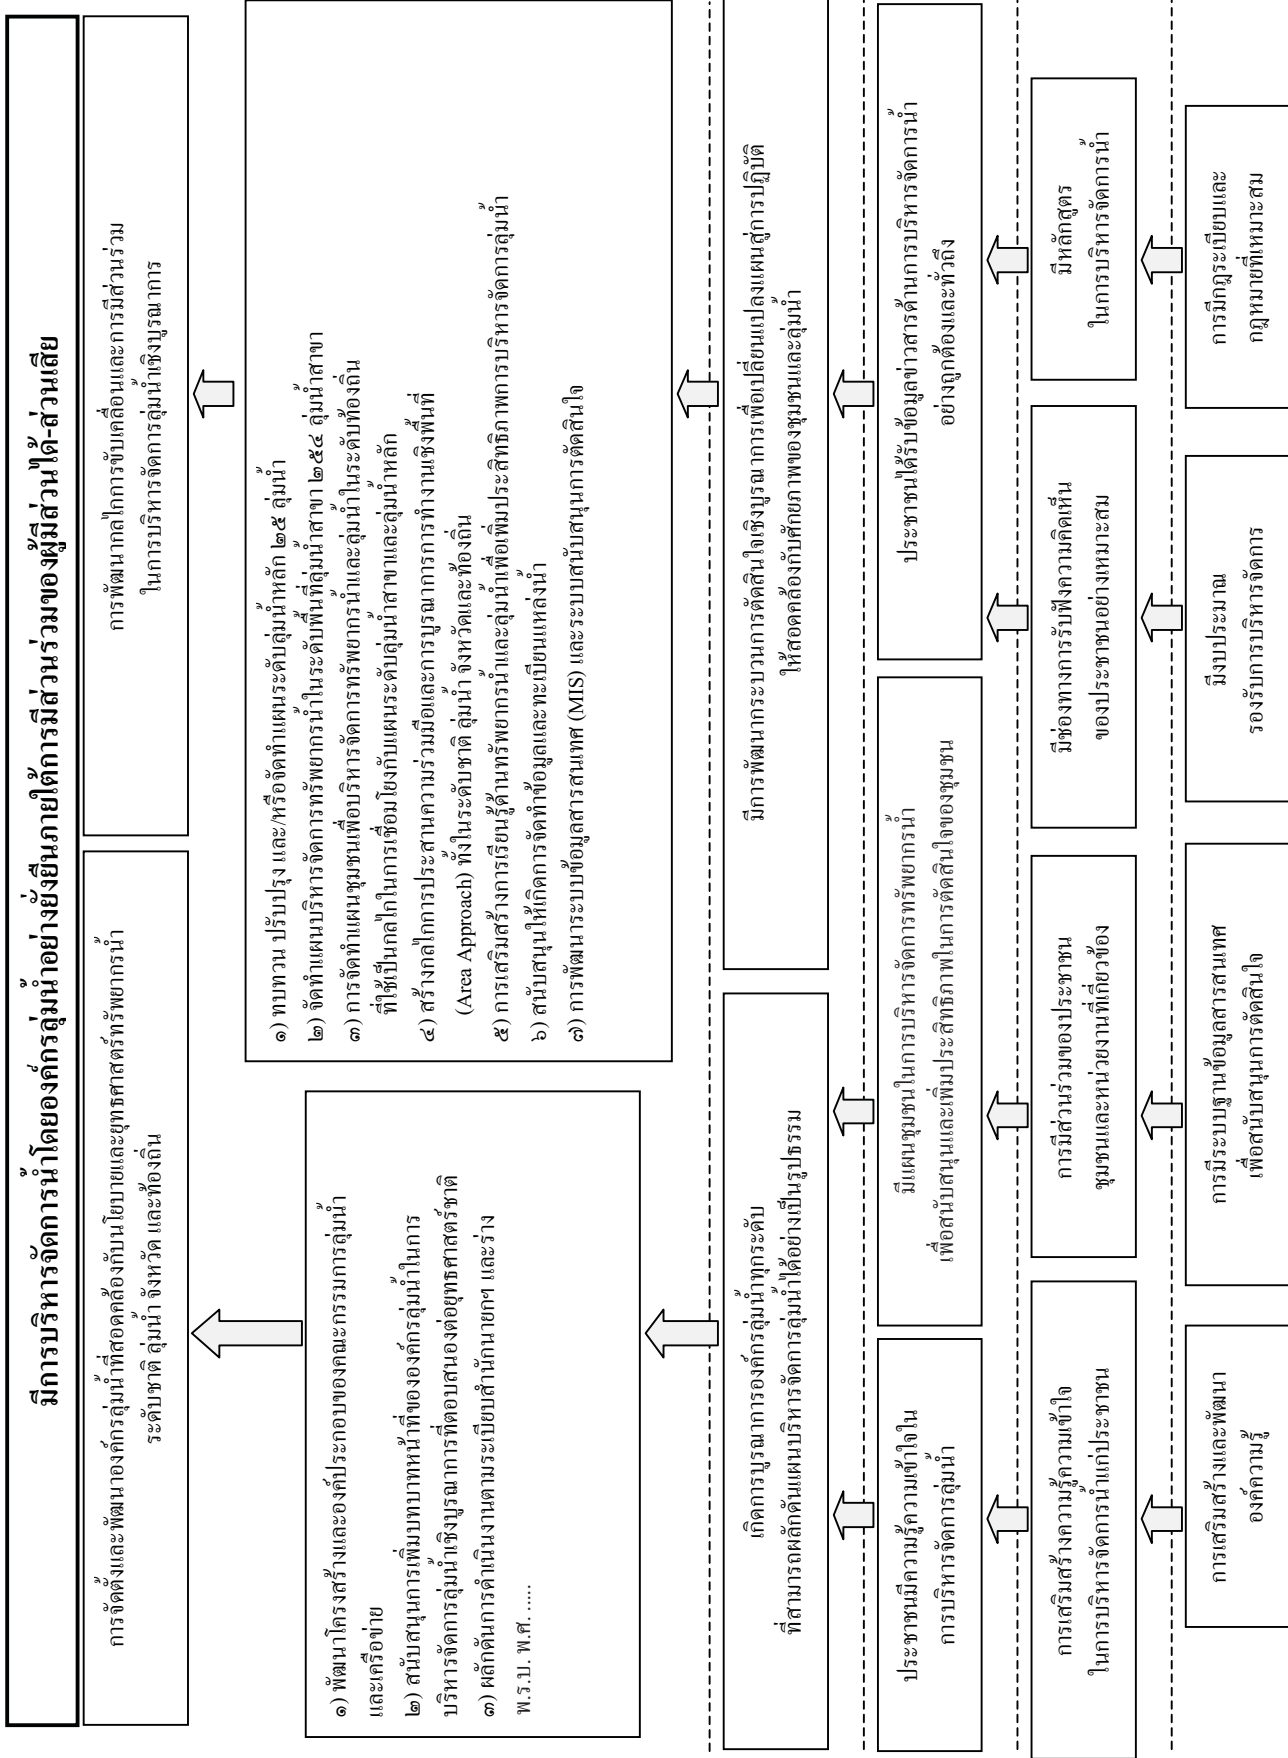 มีการบริหารจัดการน้ำโดยองค์กรลุ่มน้ำอย่างยั่งยืนภายใต้การมีส่วนร่วมของผู้มีส่วนได้-ส่วนเสีย
การจัดตั้งและพัฒนาองค์กรลุ่มน้ำที่สอดคล้องกับนโยบายและยุทธศาสตร์ทรัพยากรน้ำ
ระดับชาติ ลุ่มน้ำ จังหวัด และท้องถิ่น
การพัฒนากลไกการขับเคลื่อนและการมีส่วนร่วม
ในการบริหารจัดการลุ่มน้ำเชิงบูรณาการ
๑) พัฒนาโครงสร้างและองค์ประกอบของคณะกรรมการลุ่มน้ำ
และเครือข่าย
๒) สนับสนุนการเพิ่มบทบาทหน้าที่ขององค์กรลุ่มน้ำในการ
บริหารจัดการลุ่มน้ำเชิงบูรณาการที่ตอบสนองต่อยุทธศาสตร์ชาติ
๓) ผลักดันการดำเนินงานตามระเบียบสำนักนายกฯ และร่าง
พ.ร.บ. พ.ศ. .....
๑) ทบทวน ปรับปรุง และ/หรือจัดทำแผนระดับลุ่มน้ำหลัก ๒๕ ลุ่มน้ำ
๒) จัดทำแผนบริหารจัดการทรัพยากรน้ำในระดับพื้นที่ลุ่มน้ำสาขา ๒๕๔ ลุ่มน้ำสาขา
๓) การจัดทำแผนชุมชนเพื่อบริหารจัดการทรัพยากรน้ำและลุ่มน้ำในระดับท้องถิ่น
ที่ใช้เป็นกลไกในการเชื่อมโยงกับแผนระดับลุ่มน้ำสาขาและลุ่มน้ำหลัก
๔) สร้างกลไกการประสานความร่วมมือและการบูรณาการการทำงานเชิงพื้นที่
(Area Approach) ทั้งในระดับชาติ ลุ่มน้ำ จังหวัดและท้องถิ่น
๕) การเสริมสร้างการเรียนรู้ด้านทรัพยากรน้ำและลุ่มน้ำเพื่อเพิ่มประสิทธิภาพการบริหารจัดการลุ่มน้ำ
๖) สนับสนุนให้เกิดการจัดทำข้อมูลและทะเบียนแหล่งน้ำ
๗) การพัฒนาระบบข้อมูลสารสนเทศ (MIS) และระบบสนับสนุนการตัดสินใจ
เกิดการบูรณาการองค์กรลุ่มน้ำทุกระดับ
ที่สามารถผลักดันแผนบริหารจัดการลุ่มน้ำได้อย่างเป็นรูปธรรม
มีการพัฒนากระบวนการตัดสินใจเชิงบูรณาการเพื่อเปลี่ยนแปลงแผนสู่การปฏิบัติ
ให้สอดคล้องกับศักยภาพของชุมชนและลุ่มน้ำ
ประชาชนมีความรู้ความเข้าใจใน
การบริหารจัดการลุ่มน้ำ
มีแผนชุมชนในการบริหารจัดการทรัพยากรน้ำ
เพื่อสนับสนุนและเพิ่มประสิทธิภาพในการตัดสินใจของชุมชน
ประชาชนได้รับข้อมูลข่าวสารด้านการบริหารจัดการน้ำ
อย่างถูกต้องและทั่วถึง
การเสริมสร้างความรู้ความเข้าใจ
ในการบริหารจัดการน้ำแก่ประชาชน
การมีส่วนร่วมของประชาชน
ชุมชนและหน่วยงานที่เกี่ยวข้อง
มีช่องทางการรับฟังความคิดเห็น
ของประชาชนอย่างเหมาะสม
มีหลักสูตร
ในการบริหารจัดการน้ำ
การเสริมสร้างและพัฒนา
องค์ความรู้
การมีระบบฐานข้อมูลสารสนเทศ
เพื่อสนับสนุนการตัดสินใจ
มีงบประมาณ
รองรับการบริหารจัดการ
การมีกฎระเบียบและ
กฎหมายที่เหมาะสม